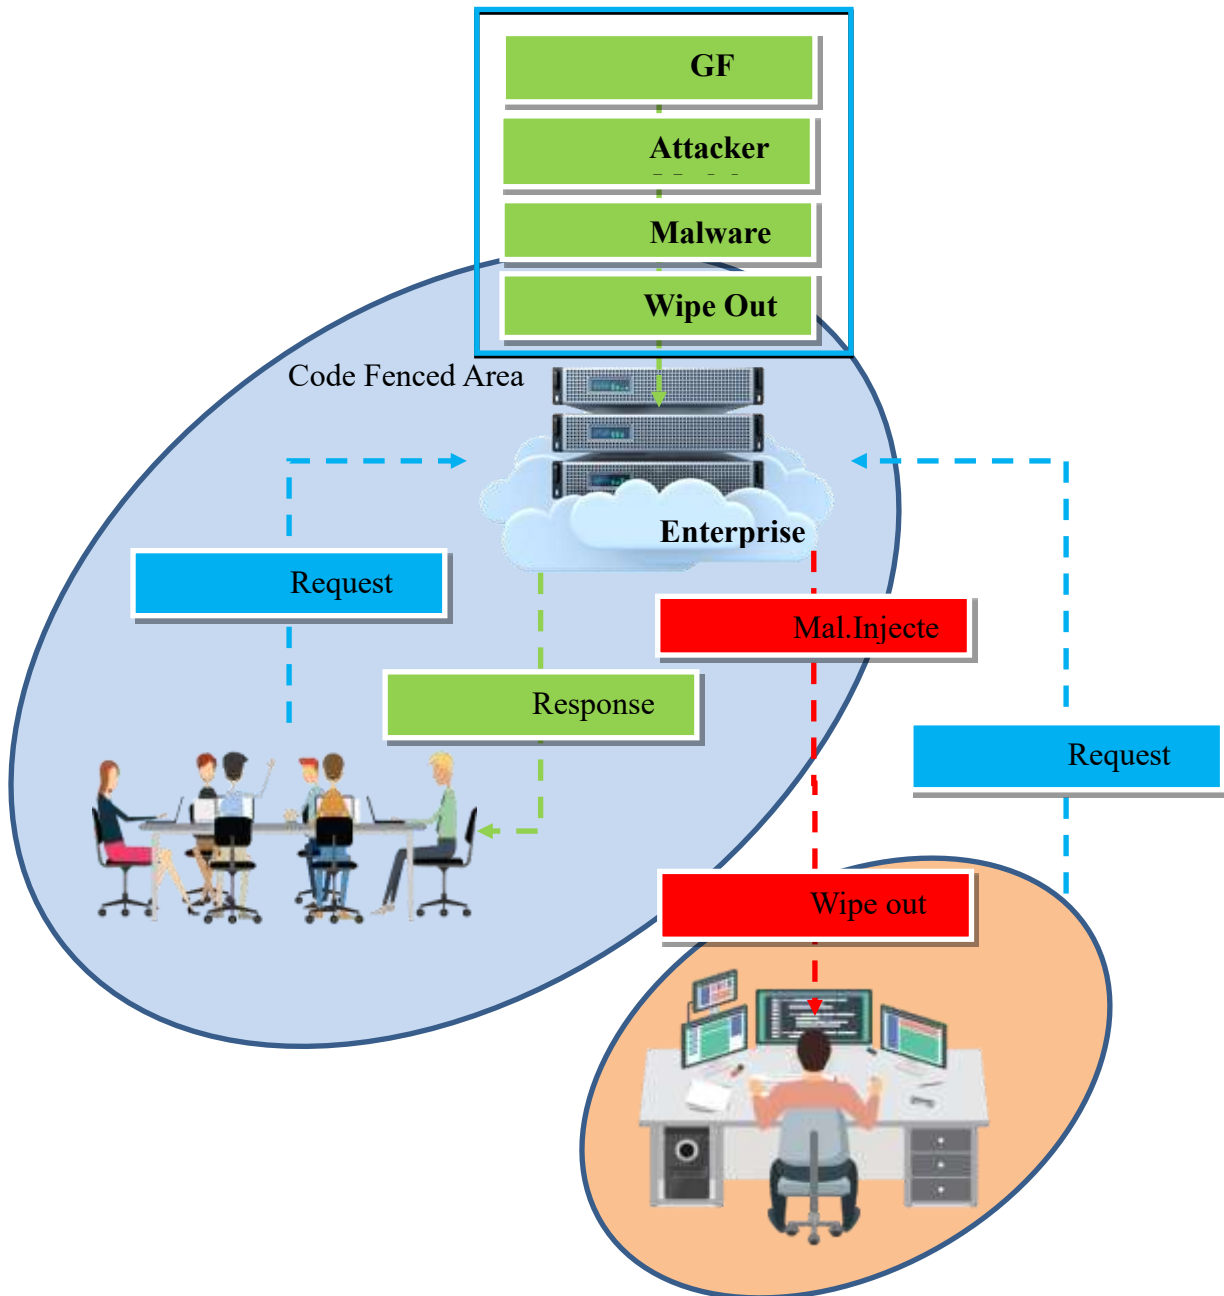 GF
Attacker
Malware
Wipe Out
Code Fenced Area
Enterprise
Request
Mal.Injecte
Response
Request
Wipe out